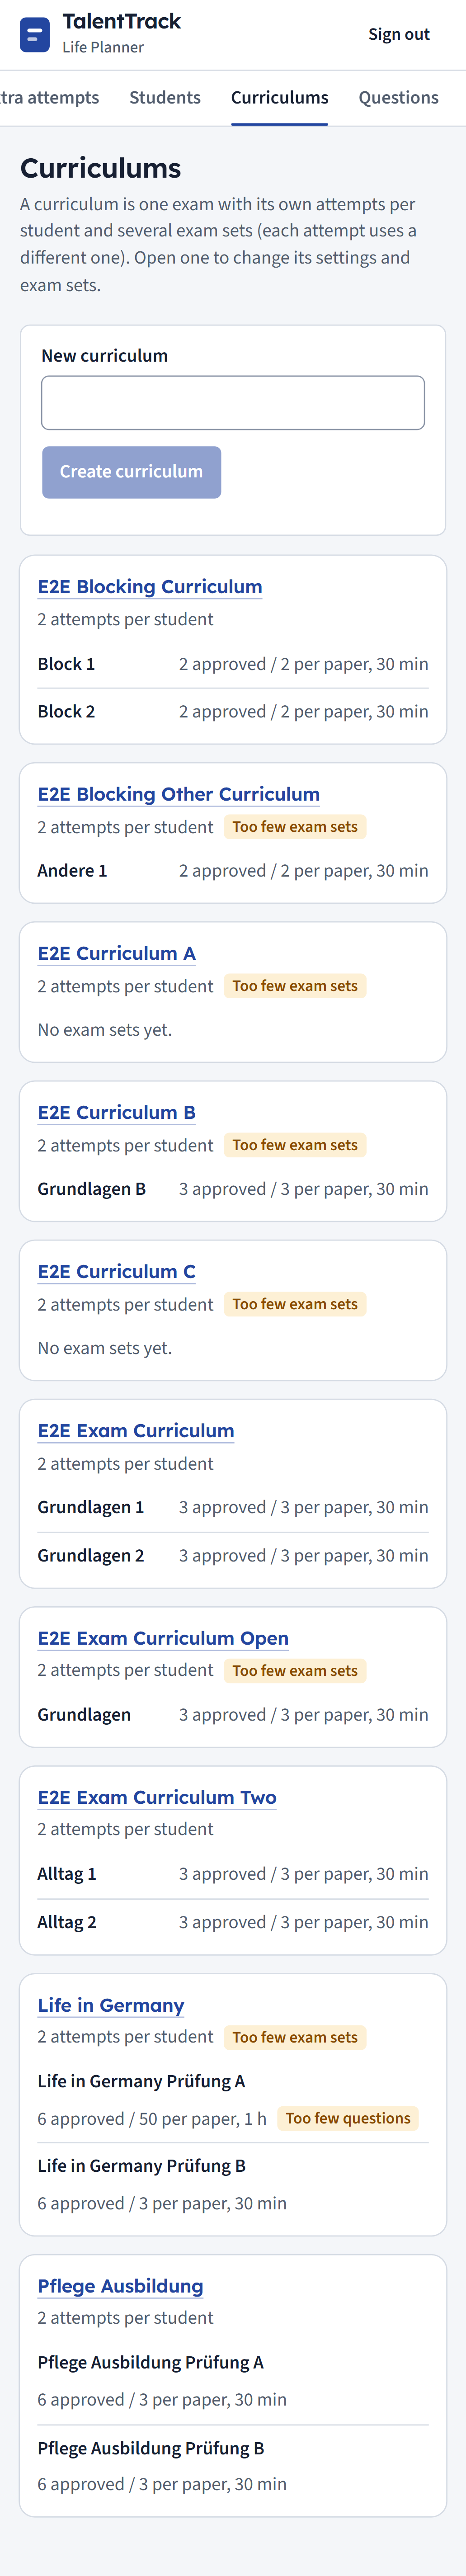 TalentTrack
Life Planner
Sign out
tra attempts
Students
Curriculums
Questions
Curriculums
A curriculum is one exam with its own attempts per
student and several exam sets (each attempt uses a
different one). Open one to change its settings and
exam sets.
New curriculum
Create curriculum
E2E Blocking Curriculum
2 attempts per student
Block 1 2 approved / 2 per paper, 30 min
Block 2 2 approved / 2 per paper, 30 min
E2E Blocking Other Curriculum
2 attempts per student Too few exam sets
Andere 1 2 approved / 2 per paper, 30 min
E2E Curriculum A
2 attempts per student Too few exam sets
No exam sets yet.
E2E Curriculum B
2 attempts per student Too few exam sets
Grundlagen B 3 approved / 3 per paper, 30 min
E2E Curriculum C
2 attempts per student Too few exam sets
No exam sets yet.
E2E Exam Curriculum
2 attempts per student
Grundlagen 1 3 approved / 3 per paper, 30 min
Grundlagen 2 3 approved / 3 per paper, 30 min
E2E Exam Curriculum Open
2 attempts per student Too few exam sets
Grundlagen 3 approved / 3 per paper, 30 min
E2E Exam Curriculum Two
2 attempts per student
Alltag 1 3 approved / 3 per paper, 30 min
Alltag 2 3 approved / 3 per paper, 30 min
Life in Germany
2 attempts per student Too few exam sets
Life in Germany Prüfung A
6 approved / 50 per paper, 1 h Too few questions
Life in Germany Prüfung B
6 approved / 3 per paper, 30 min
Pflege Ausbildung
2 attempts per student
Pflege Ausbildung Prüfung A
6 approved / 3 per paper, 30 min
Pflege Ausbildung Prüfung B
6 approved / 3 per paper, 30 min